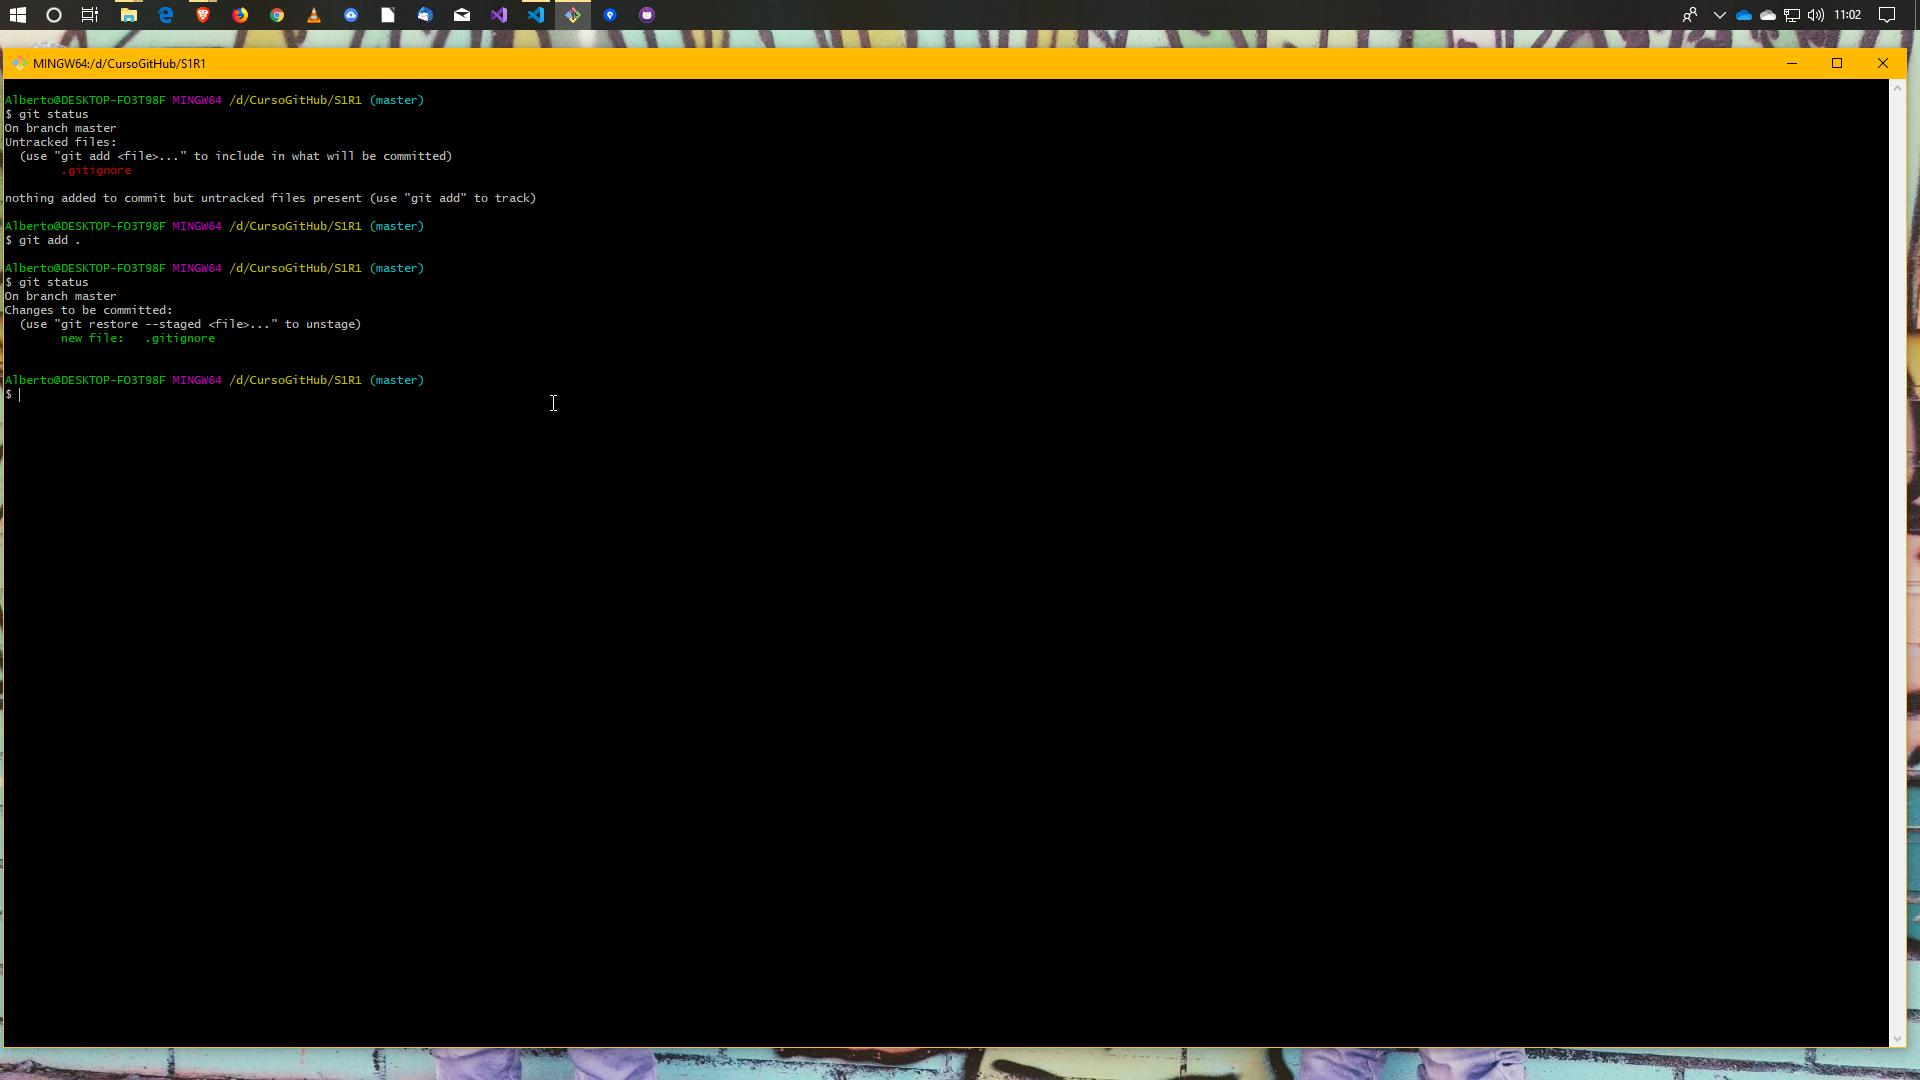 11:02
MINGW64:/d/CursoGitHub/S1R1
Alberto@DESKTOP-FO3T98F MINGW64 /d/CursoGitHub/S1R1 (master)
$ git status
On branch master
Untracked files:
  (use "git add <file>..." to include in what will be committed)
        .gitignore
nothing added to commit but untracked files present (use "git add" to track)
Alberto@DESKTOP-FO3T98F MINGW64 /d/CursoGitHub/S1R1 (master)
$ git add .
Alberto@DESKTOP-FO3T98F MINGW64 /d/CursoGitHub/S1R1 (master)
$ git status
On branch master
Changes to be committed:
  (use "git restore --staged <file>..." to unstage)
        new file:   .gitignore
Alberto@DESKTOP-FO3T98F MINGW64 /d/CursoGitHub/S1R1 (master)
$